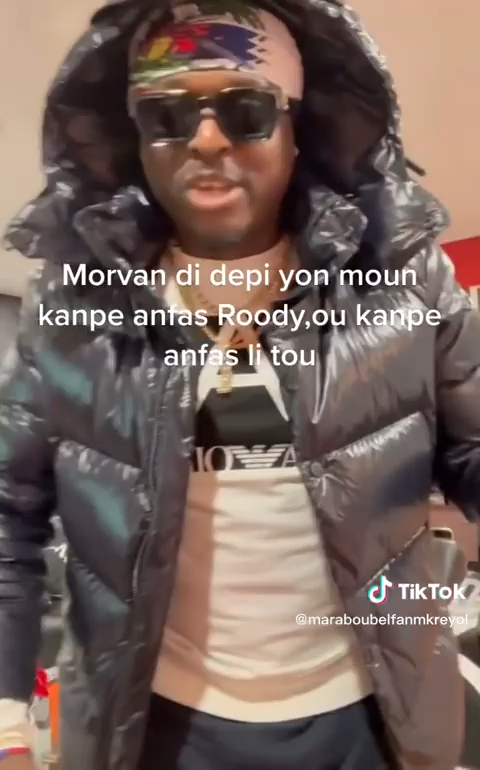 Morvan di depi yon moun
kanpe anfas Roody,ou kanpe
anfas li tou
TikTok
@maraboubelfanmkreyol